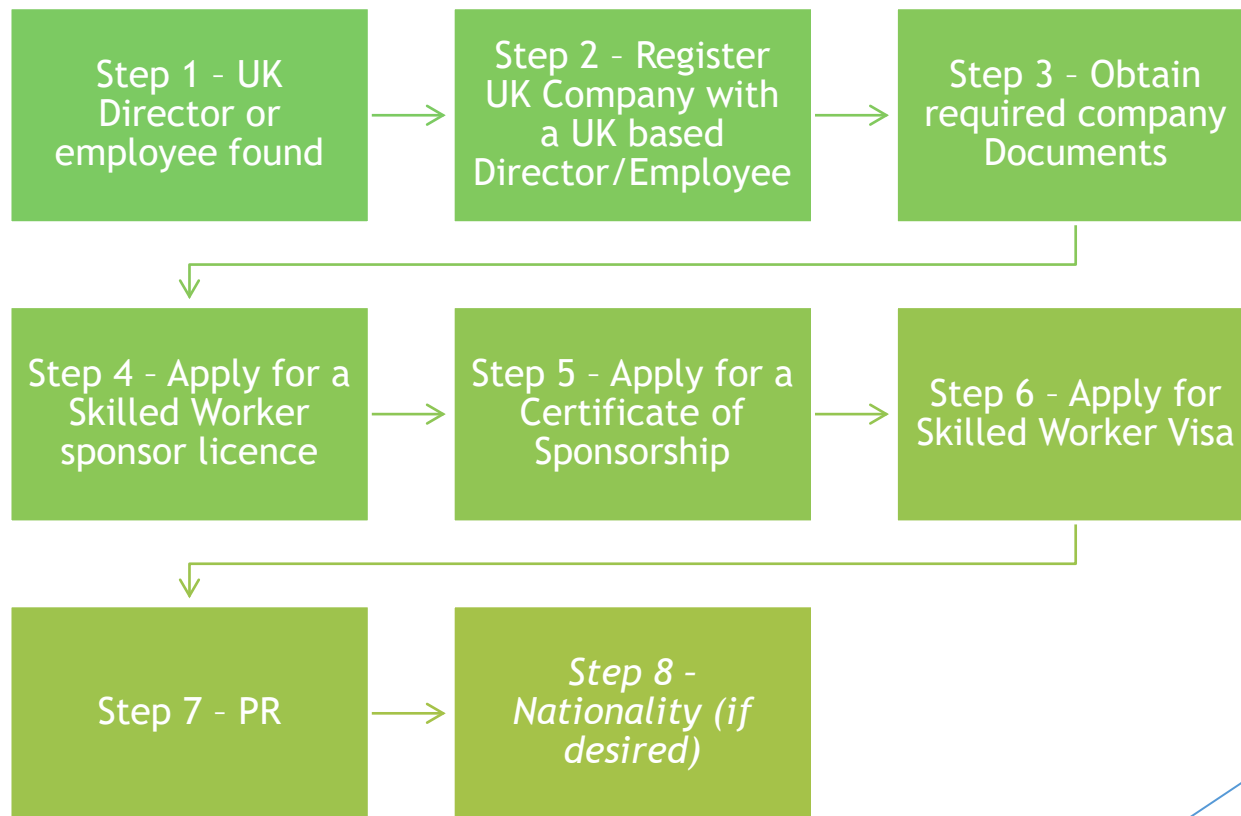 Step 1 – UK
Director or
employee found
Step 2 – Register
UK Company with
a UK based
Director/Employee
Step 3 – Obtain
required company
Documents
Step 4 – Apply for a
Skilled Worker
sponsor licence
Step 5 – Apply for a
Certificate of
Sponsorship
Step 6 – Apply for
Skilled Worker Visa
Step 7 – PR
Step 8 –
Nationality (if
desired)